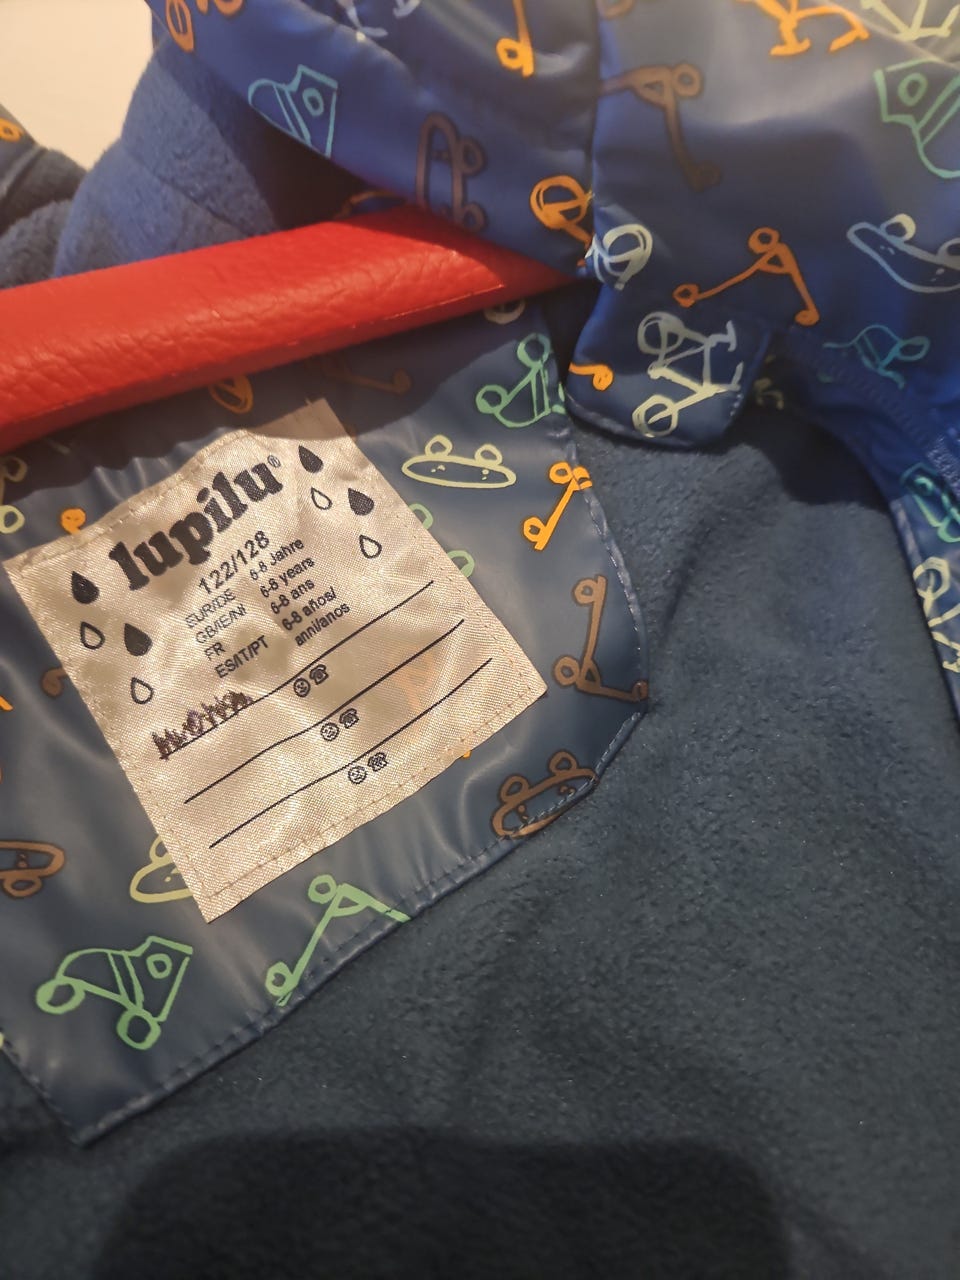 lupilu®
122/128
EUR/DE 6-8 Jahre
GB/IE/NI 6-8 years
FR 6-8 ans
ES/IT/PT 6-8 años/
anni/anos